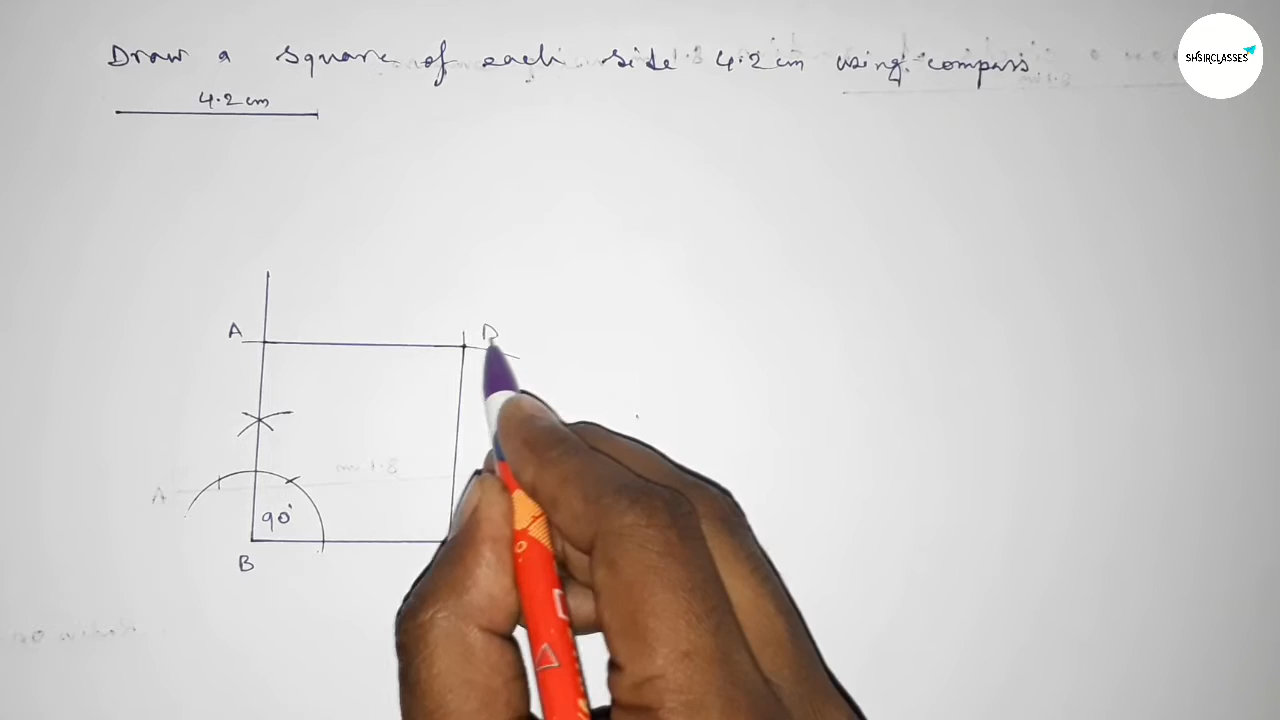 Draw a square of each side 4.2 cm using compass
SHSIRCLASSES
4.2 cm
A
D
A
90°
B